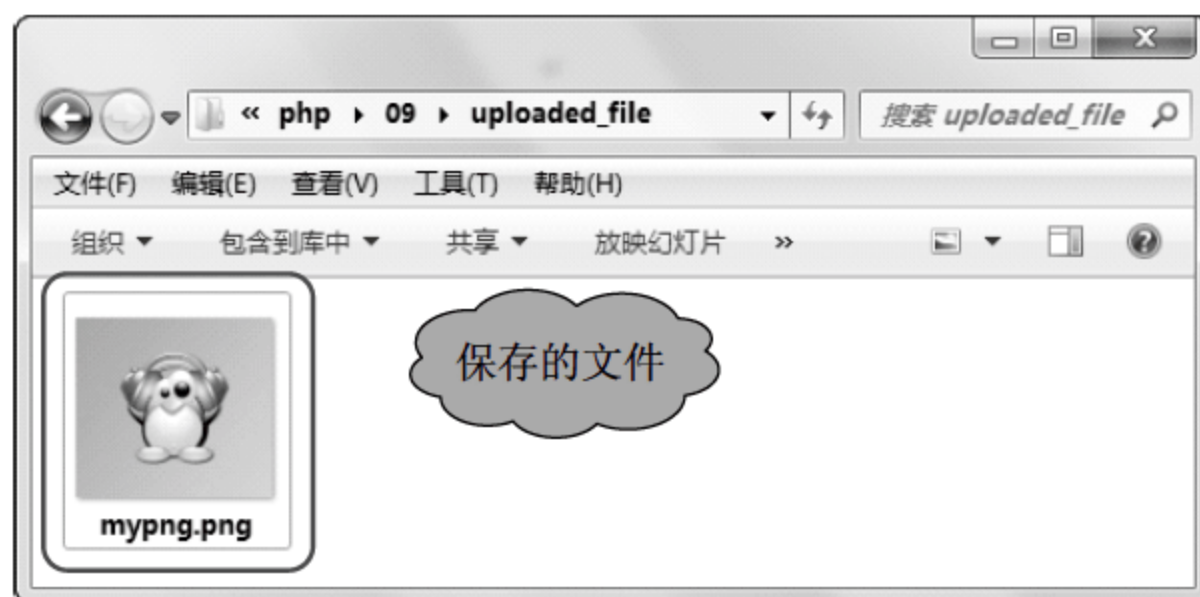 « php ▸ 09 ▸ uploaded_file
搜索 uploaded_file
文件(F) 编辑(E) 查看(V) 工具(T) 帮助(H)
组织 包含到库中 共享 放映幻灯片 »
保存的文件
mypng.png